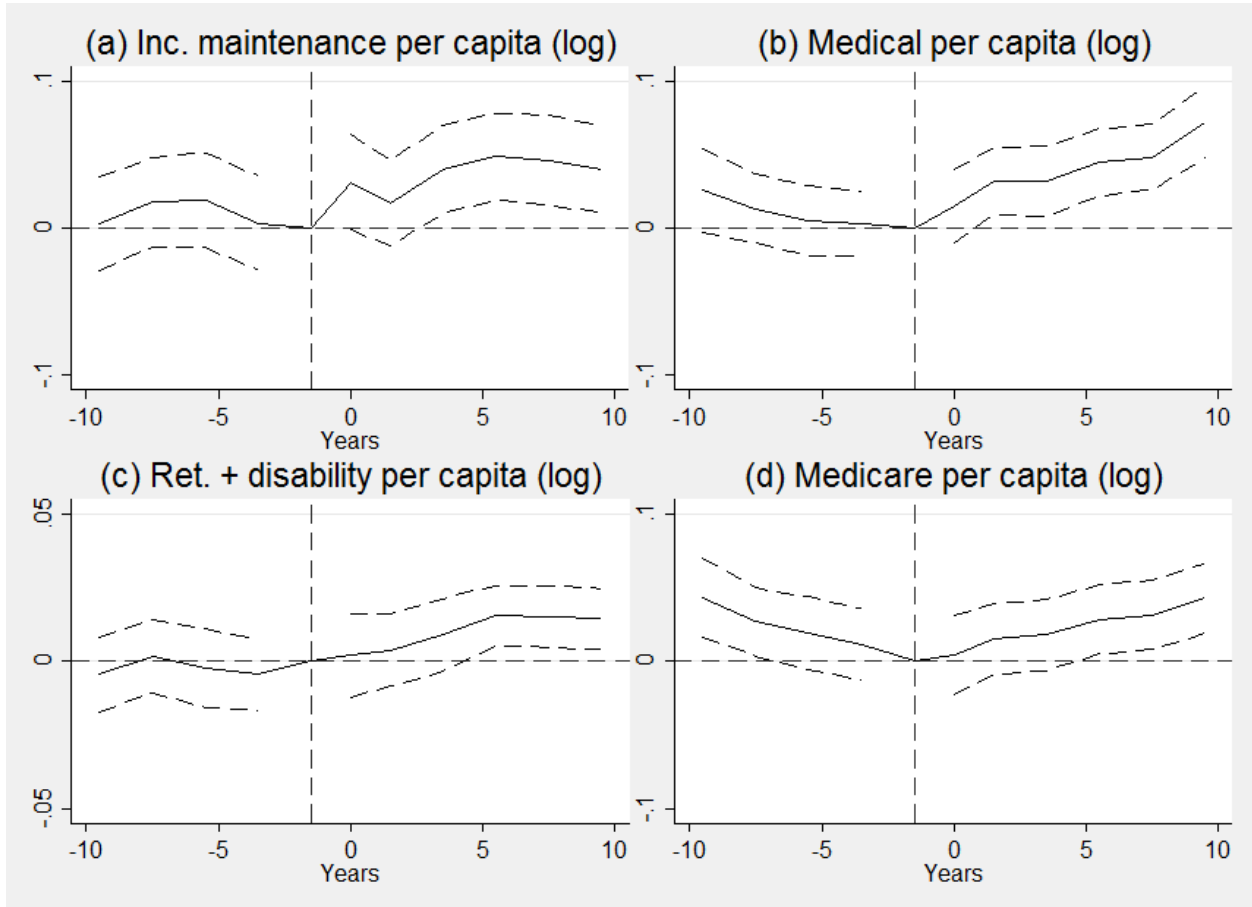 (a) Inc. maintenance per capita (log)
.1
0
-.1
-10 -5 0 5 10
Years
(b) Medical per capita (log)
.1
0
-.1
-10 -5 0 5 10
Years
(c) Ret. + disability per capita (log)
.05
0
-.05
-10 -5 0 5 10
Years
(d) Medicare per capita (log)
.1
0
-.1
-10 -5 0 5 10
Years